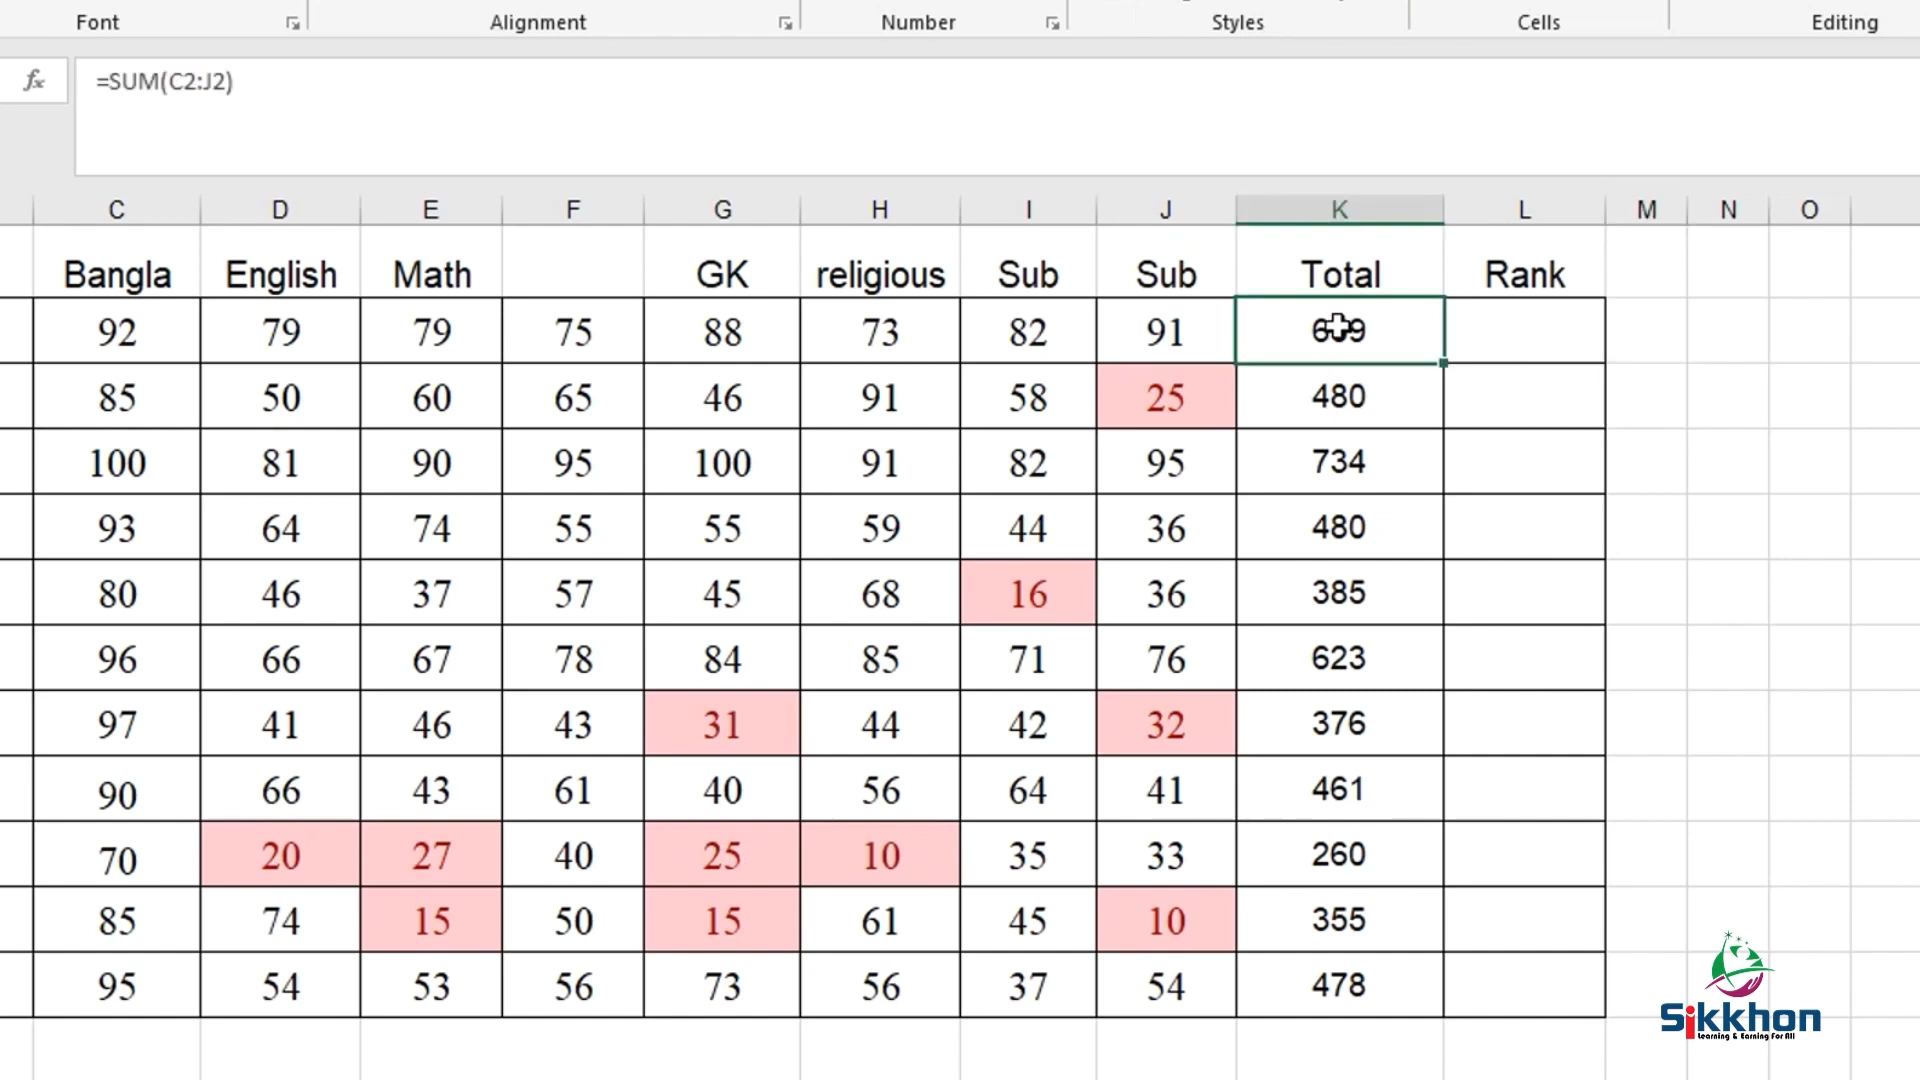 Font Alignment Number Styles Cells Editing
fx =SUM(C2:J2)
C D E F G H I J K L M N O
Bangla English Math GK religious Sub Sub Total Rank
92 79 79 75 88 73 82 91
85 50 60 65 46 91 58 25 480
100 81 90 95 100 91 82 95 734
93 64 74 55 55 59 44 36 480
80 46 37 57 45 68 16 36 385
96 66 67 78 84 85 71 76 623
97 41 46 43 31 44 42 32 376
90 66 43 61 40 56 64 41 461
70 20 27 40 25 10 35 33 260
85 74 15 50 15 61 45 10 355
95 54 53 56 73 56 37 54 478
Sikkhon
Learning & Earning For All